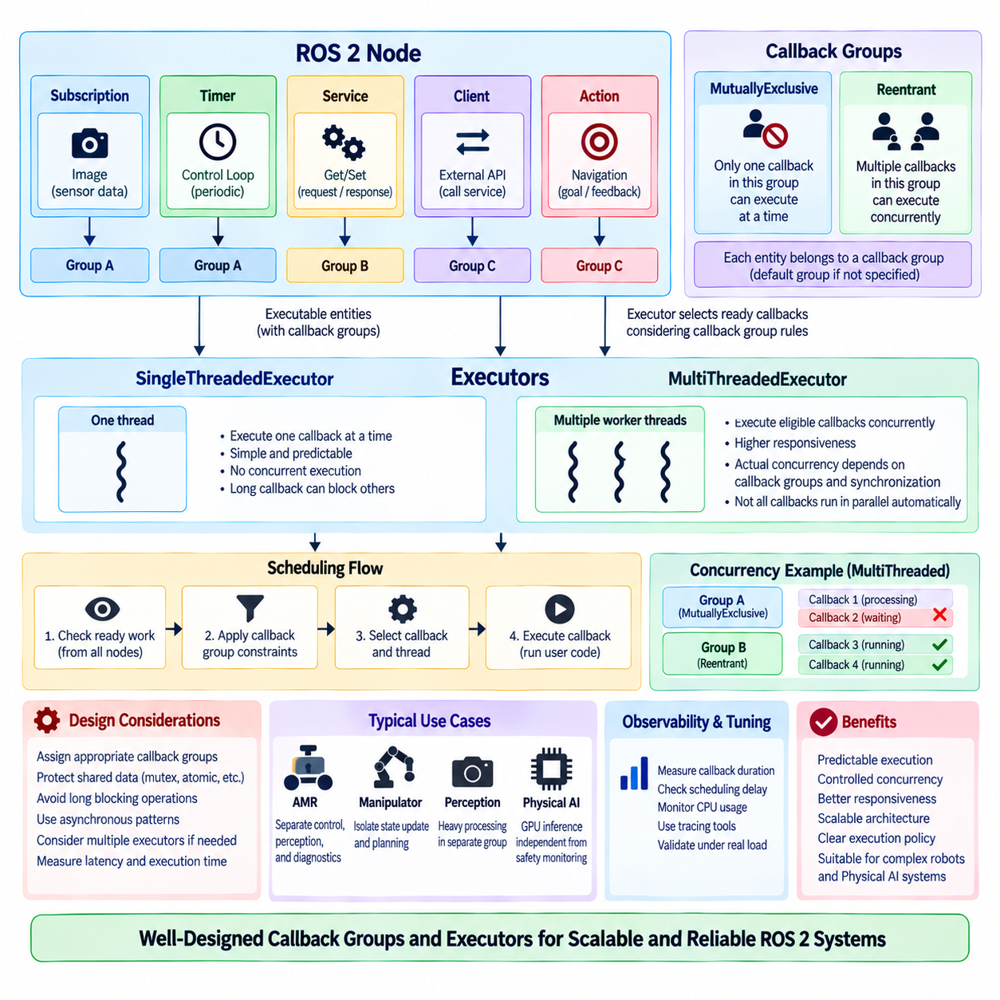 ROS 2 Node
Subscription
Image
(sensor data)
Group A
Timer
Control Loop
(periodic)
Group A
Service
Get/Set
(request / response)
Group B
Client
External API
(call service)
Group C
Action
Navigation
(goal / feedback)
Group C
Callback Groups
MutuallyExclusive
Only one callback
in this group
can execute
at a time
Reentrant
Multiple callbacks
in this group
can execute
concurrently
Each entity belongs to a callback group
(default group if not specified)
Executable entities
(with callback groups)
Executor selects ready callbacks
considering callback group rules
Executors
SingleThreadedExecutor
One thread
• Execute one callback at a time
• Simple and predictable
• No concurrent execution
• Long callback can block others
MultiThreadedExecutor
Multiple worker threads
• Execute eligible callbacks concurrently
• Higher responsiveness
• Actual concurrency depends on
callback groups and synchronization
• Not all callbacks run in parallel automatically
Scheduling Flow
1. Check ready work
(from all nodes)
2. Apply callback
group constraints
3. Select callback
and thread
4. Execute callback
(run user code)
Concurrency Example (MultiThreaded)
Group A
(MutuallyExclusive)
Callback 1 (processing)
Callback 2 (waiting)
Group B
(Reentrant)
Callback 3 (running)
Callback 4 (running)
Design Considerations
Assign appropriate callback groups
Protect shared data (mutex, atomic, etc.)
Avoid long blocking operations
Use asynchronous patterns
Consider multiple executors if needed
Measure latency and execution time
Typical Use Cases
AMR
Separate control,
perception,
and diagnostics
Manipulator
Isolate state update
and planning
Perception
Heavy processing
in separate group
Physical AI
GPU inference
independent from
safety monitoring
Observability & Tuning
Measure callback duration
Check scheduling delay
Monitor CPU usage
Use tracing tools
Validate under real load
Benefits
Predictable execution
Controlled concurrency
Better responsiveness
Scalable architecture
Clear execution policy
Suitable for complex robots
and Physical AI systems
Well-Designed Callback Groups and Executors for Scalable and Reliable ROS 2 Systems